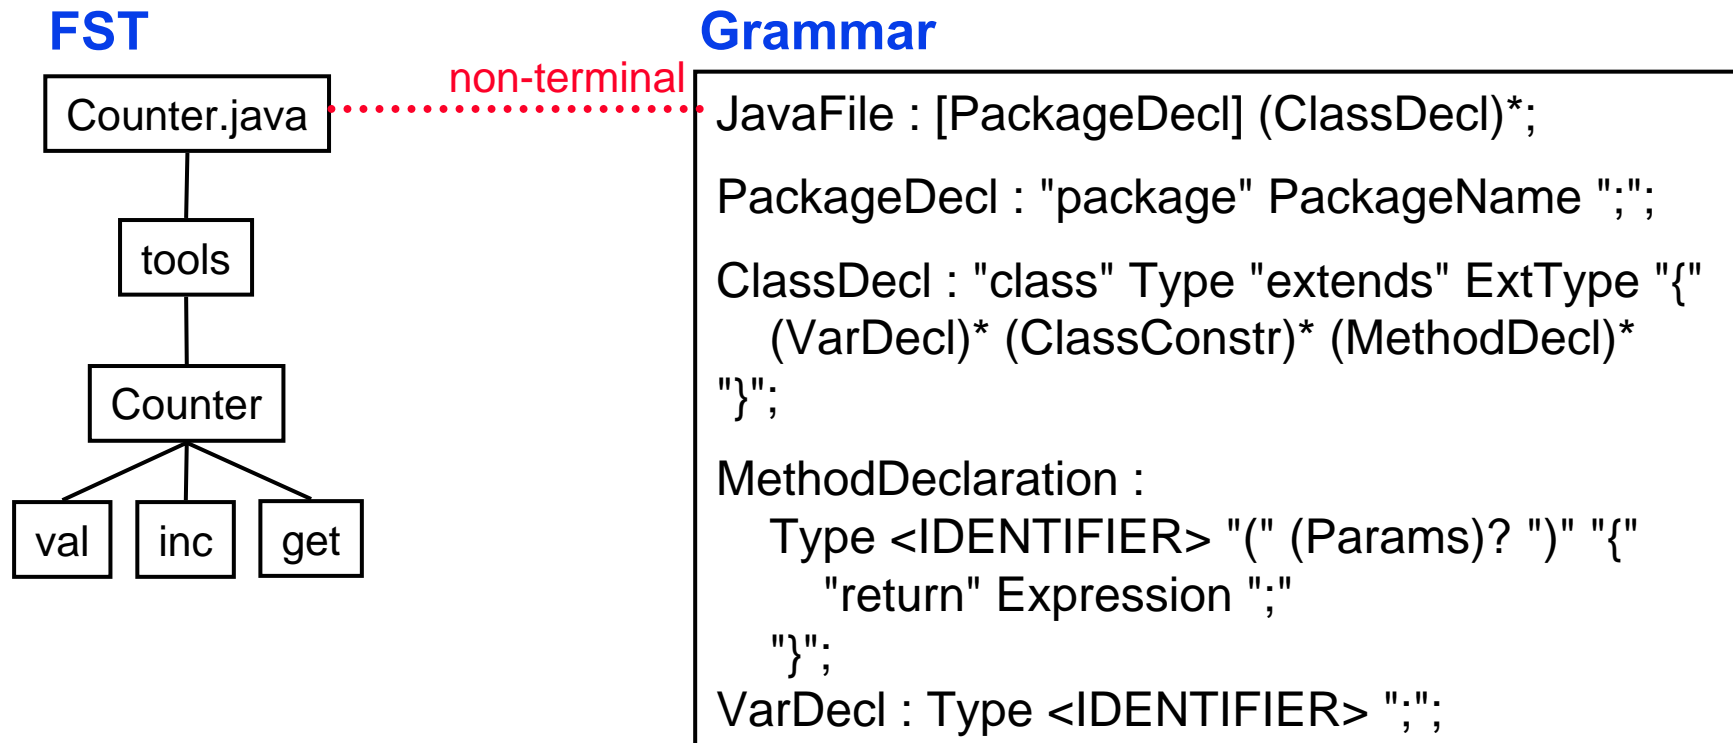 FST
Grammar
non-terminal
Counter.java
tools
Counter
val
inc
get
JavaFile : [PackageDecl] (ClassDecl)*;
PackageDecl : "package" PackageName ";";
ClassDecl : "class" Type "extends" ExtType "{"
(VarDecl)* (ClassConstr)* (MethodDecl)*
"}";
MethodDeclaration :
Type <IDENTIFIER> "(" (Params)? ")" "{"
"return" Expression ";"
"}";
VarDecl : Type <IDENTIFIER> ";";